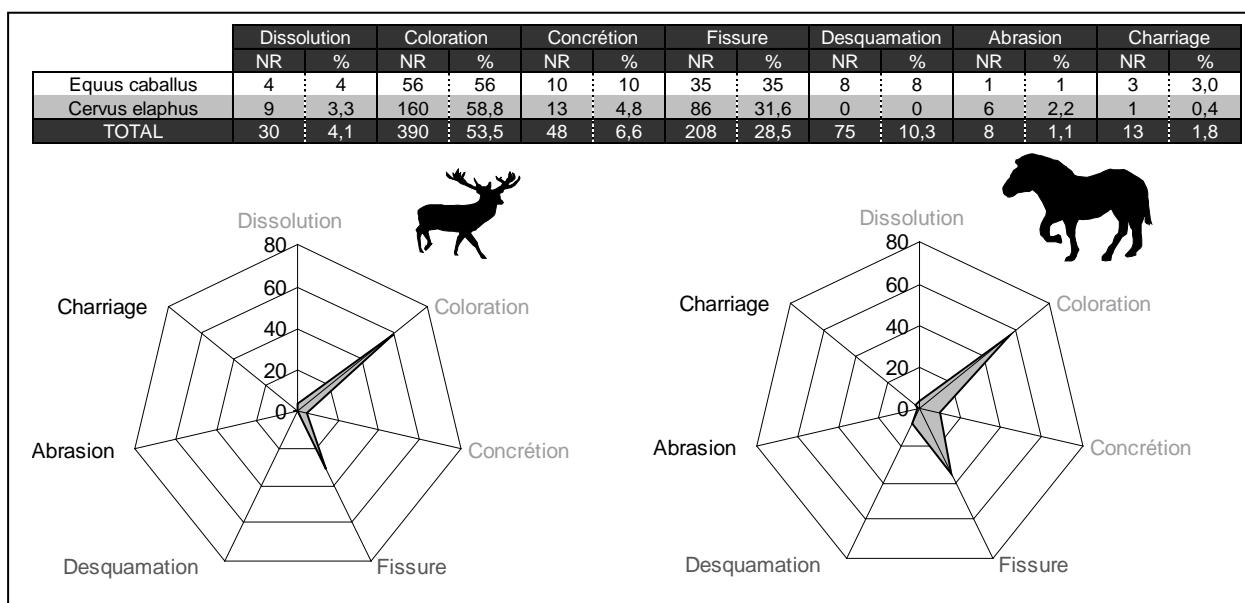 Dissolution Coloration Concrétion Fissure Desquamation Abrasion Charriage
NR % NR % NR % NR % NR % NR % NR %
Equus caballus 4 4 56 56 10 10 35 35 8 8 1 1 3 3,0
Cervus elaphus 9 3,3 160 58,8 13 4,8 86 31,6 0 0 6 2,2 1 0,4
TOTAL 30 4,1 390 53,5 48 6,6 208 28,5 75 10,3 8 1,1 13 1,8
Dissolution
80
60
40
20
0
Coloration
Concrétion
Fissure
Desquamation
Abrasion
Charriage
Dissolution
80
60
40
20
0
Coloration
Concrétion
Fissure
Desquamation
Abrasion
Charriage